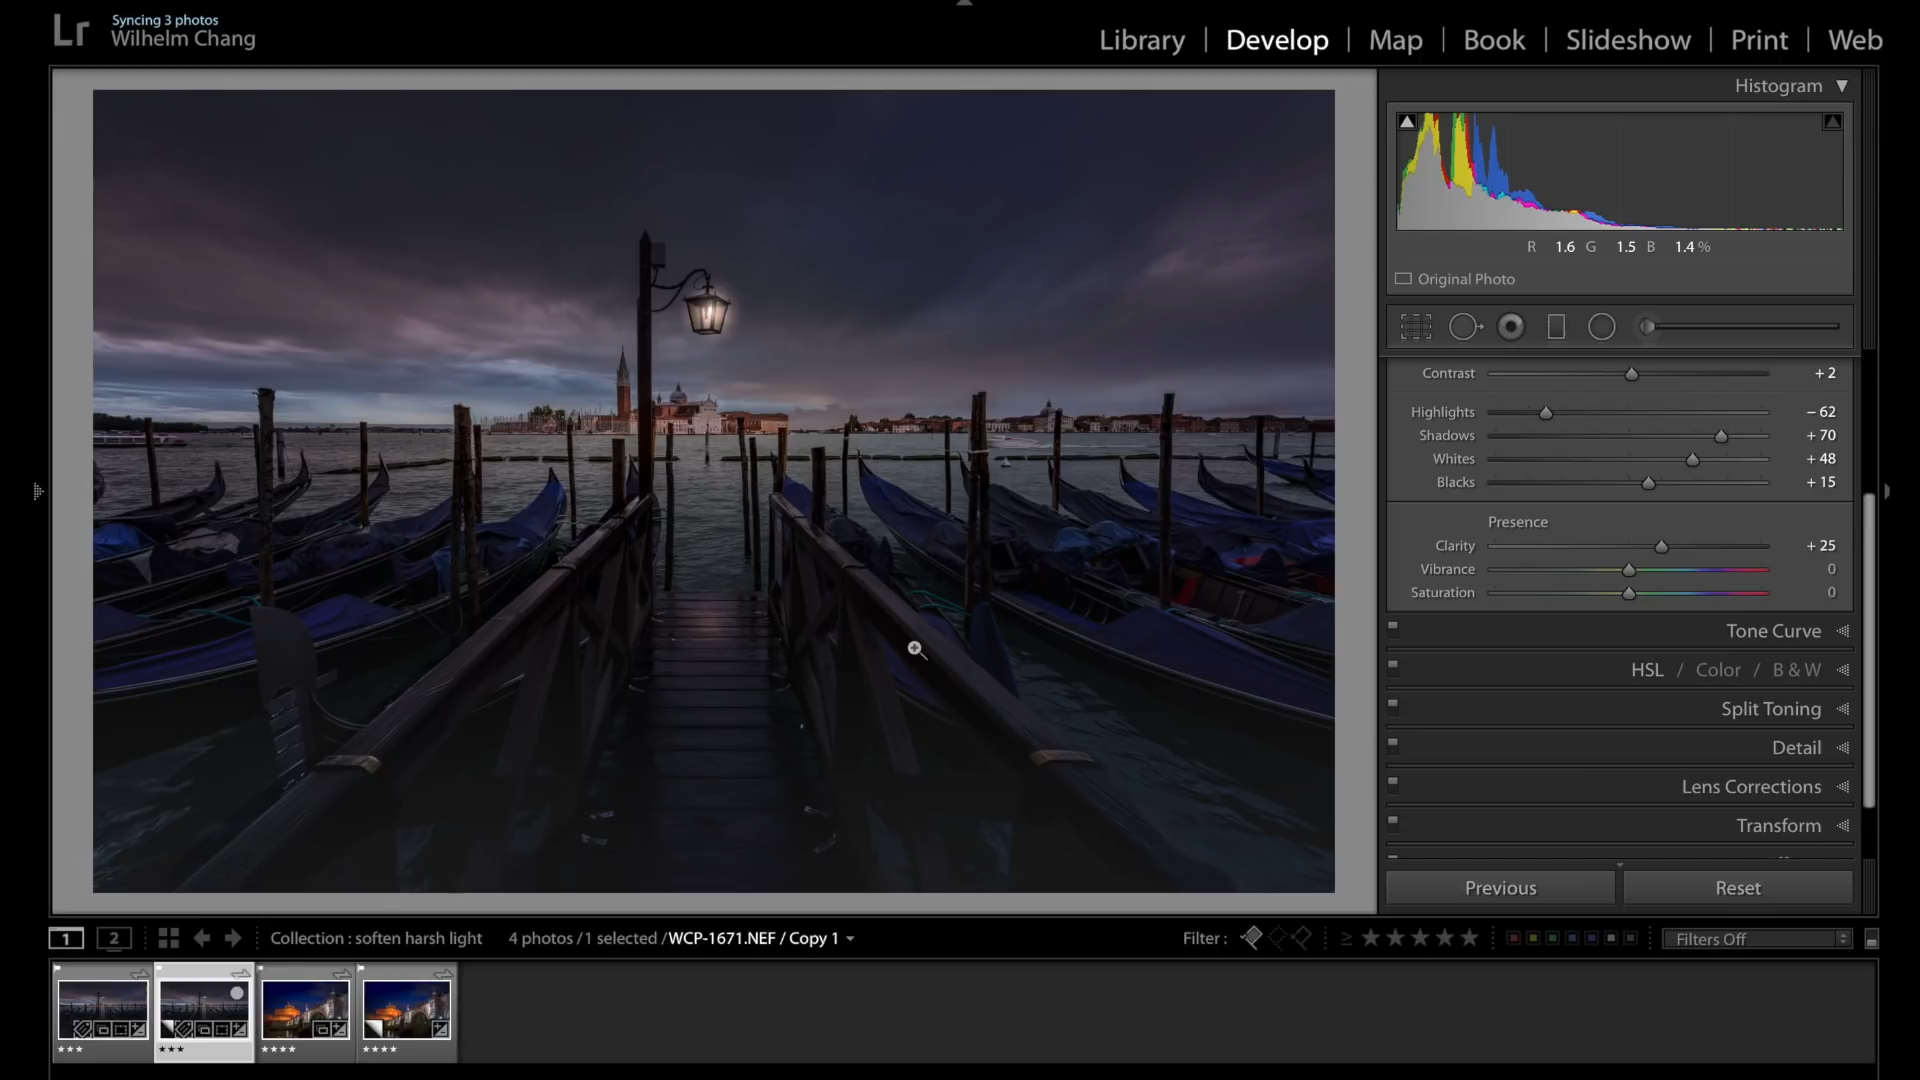 Lr
Syncing 3 photos
Wilhelm Chang
Library | Develop | Map | Book | Slideshow | Print | Web
Histogram
R 1.6 G 1.5 B 1.4 %
Original Photo
Contrast + 2
Highlights − 62
Shadows + 70
Whites + 48
Blacks + 15
Presence
Clarity + 25
Vibrance 0
Saturation 0
Tone Curve
HSL / Color / B & W
Split Toning
Detail
Lens Corrections
Transform
Previous Reset
1 2 Collection : soften harsh light 4 photos / 1 selected / WCP-1671.NEF / Copy 1 Filter : ≥ ★★★★★ Filters Off
★★★ ★★★ ★★★★ ★★★★